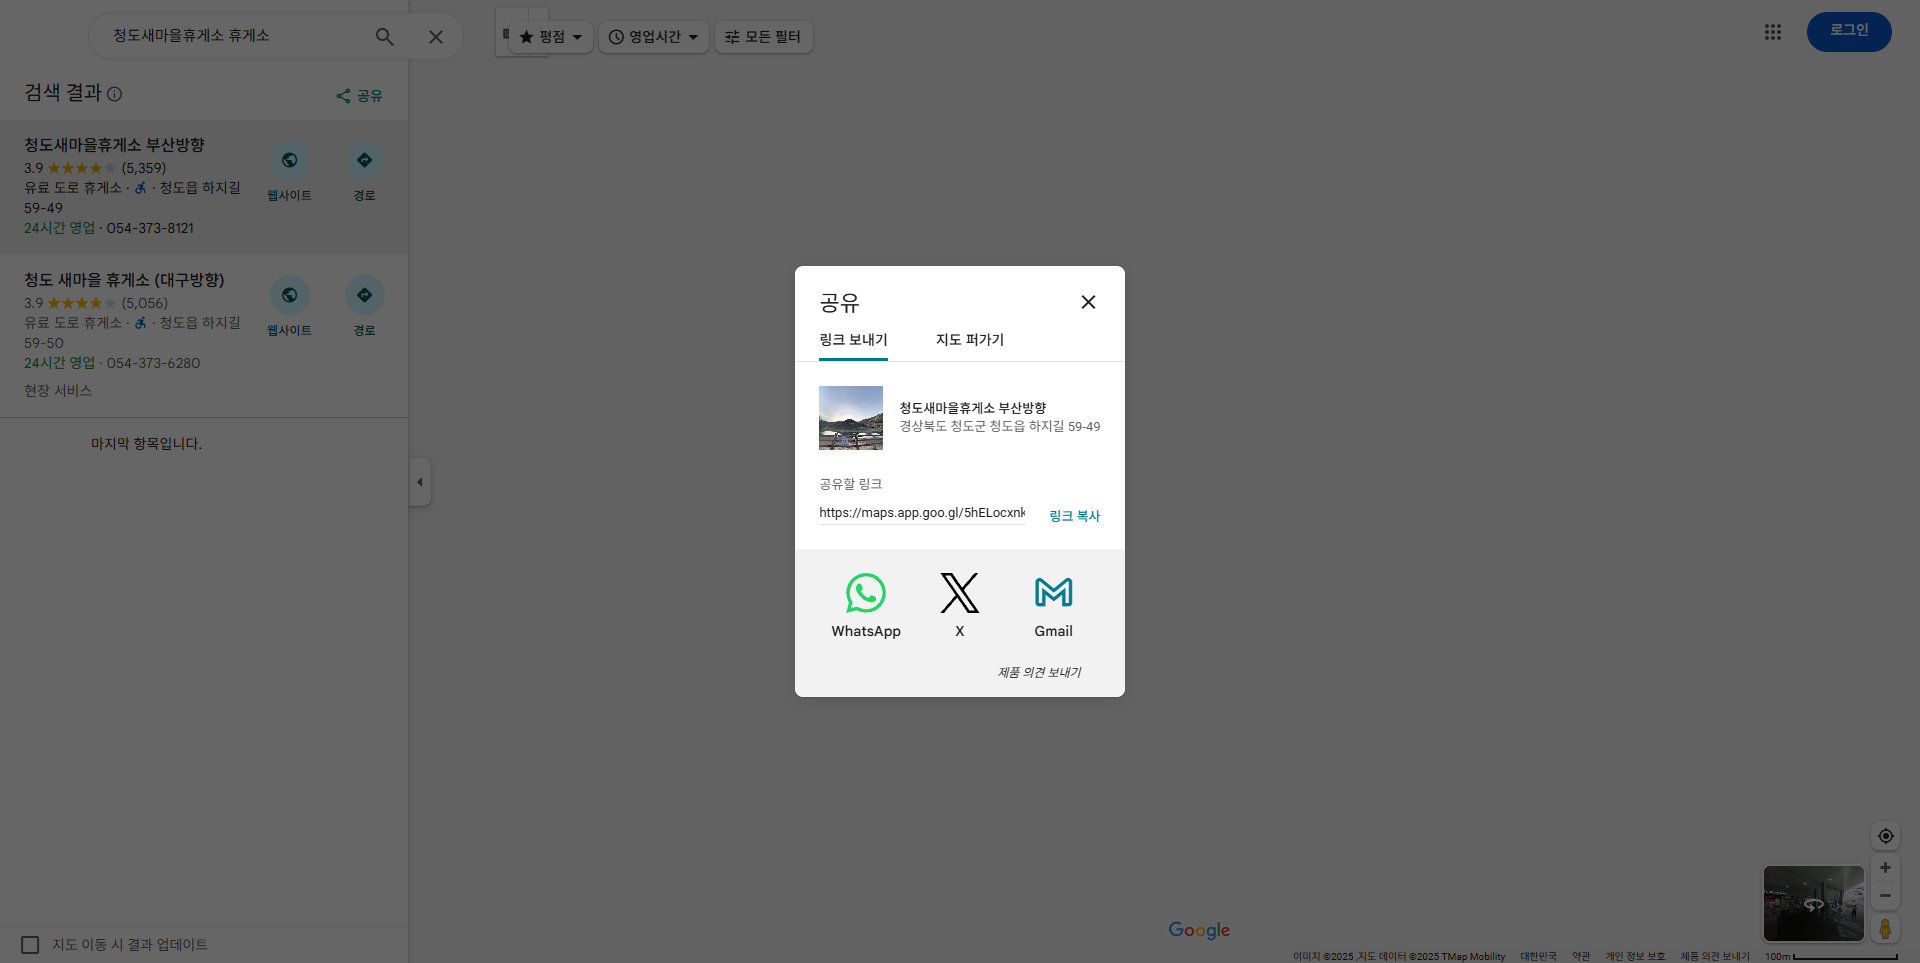 청도새마을휴게소 휴게소
평점
영업시간
모든 필터
로그인
검색 결과
공유
청도새마을휴게소 부산방향
3.9 (5,359)
유료 도로 휴게소 · · 청도읍 하지길
59-49
24시간 영업 · 054-373-8121
웹사이트
경로
청도 새마을 휴게소 (대구방향)
3.9 (5,056)
유료 도로 휴게소 · · 청도읍 하지길
59-50
24시간 영업 · 054-373-6280
현장 서비스
웹사이트
경로
마지막 항목입니다.
지도 이동 시 결과 업데이트
공유
링크 보내기
지도 퍼가기
청도새마을휴게소 부산방향
경상북도 청도군 청도읍 하지길 59-49
공유할 링크
https://maps.app.goo.gl/5hELocxnk
링크 복사
WhatsApp
X
Gmail
제품 의견 보내기
Google
이미지 ©2025 ,지도 데이터 ©2025 TMap Mobility 대한민국 약관 개인 정보 보호 제품 의견 보내기 100m